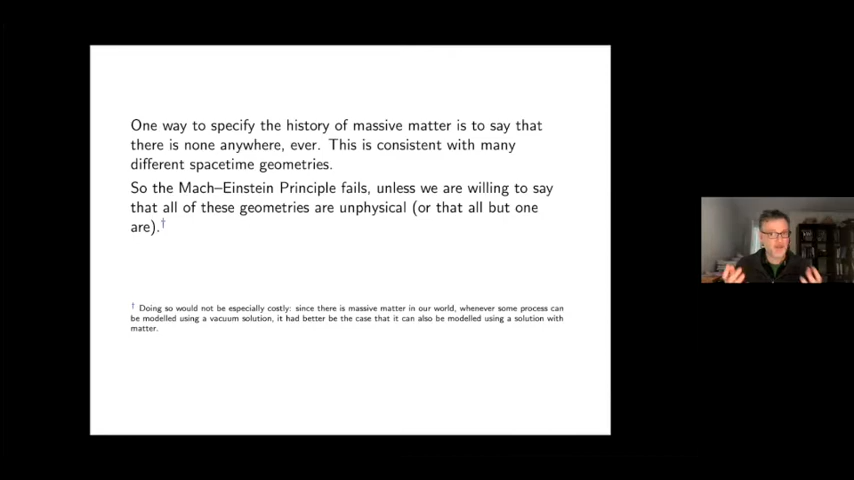 One way to specify the history of massive matter is to say that
there is none anywhere, ever. This is consistent with many
different spacetime geometries.
So the Mach–Einstein Principle fails, unless we are willing to say
that all of these geometries are unphysical (or that all but one
are).†
† Doing so would not be especially costly: since there is massive matter in our world, whenever some process can
be modelled using a vacuum solution, it had better be the case that it can also be modelled using a solution with
matter.